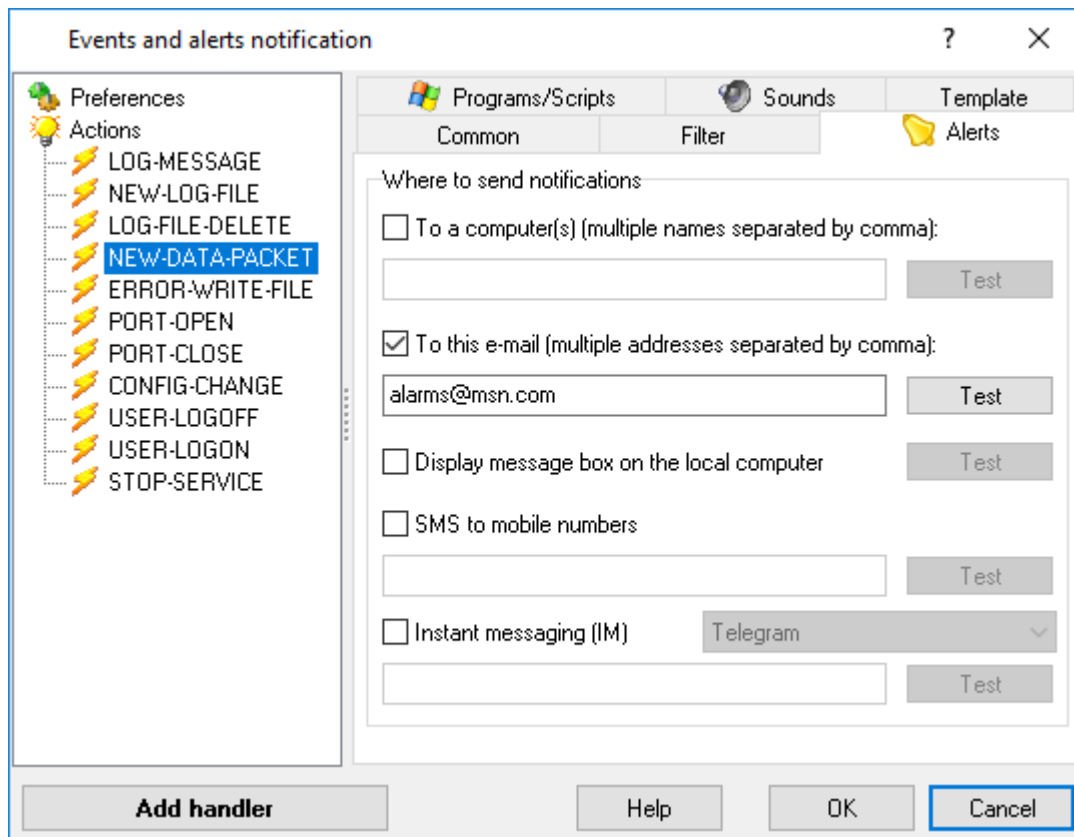 Events and alerts notification
?
Preferences
Actions
LOG-MESSAGE
NEW-LOG-FILE
LOG-FILE-DELETE
NEW-DATA-PACKET
ERROR-WRITE-FILE
PORT-OPEN
PORT-CLOSE
CONFIG-CHANGE
USER-LOGOFF
USER-LOGON
STOP-SERVICE
Programs/Scripts Sounds Template
Common Filter Alerts
Where to send notifications
To a computer(s) (multiple names separated by comma):
Test
To this e-mail (multiple addresses separated by comma):
alarms@msn.com Test
Display message box on the local computer Test
SMS to mobile numbers
Test
Instant messaging (IM) Telegram
Test
Add handler Help OK Cancel